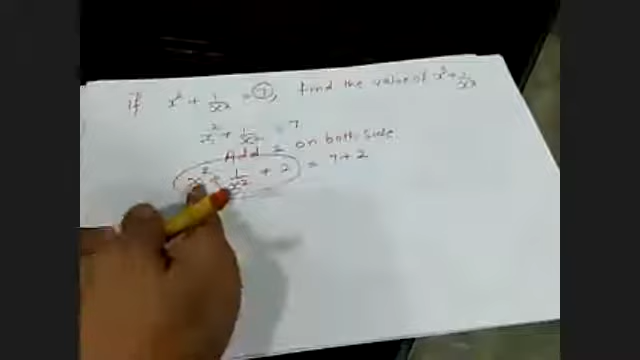 If x² + 1/x² = 7, find the value of x³ + 1/x³
x² + 1/x² = 7
Add 2 on both side
x² + 1/x² + 2 = 7 + 2